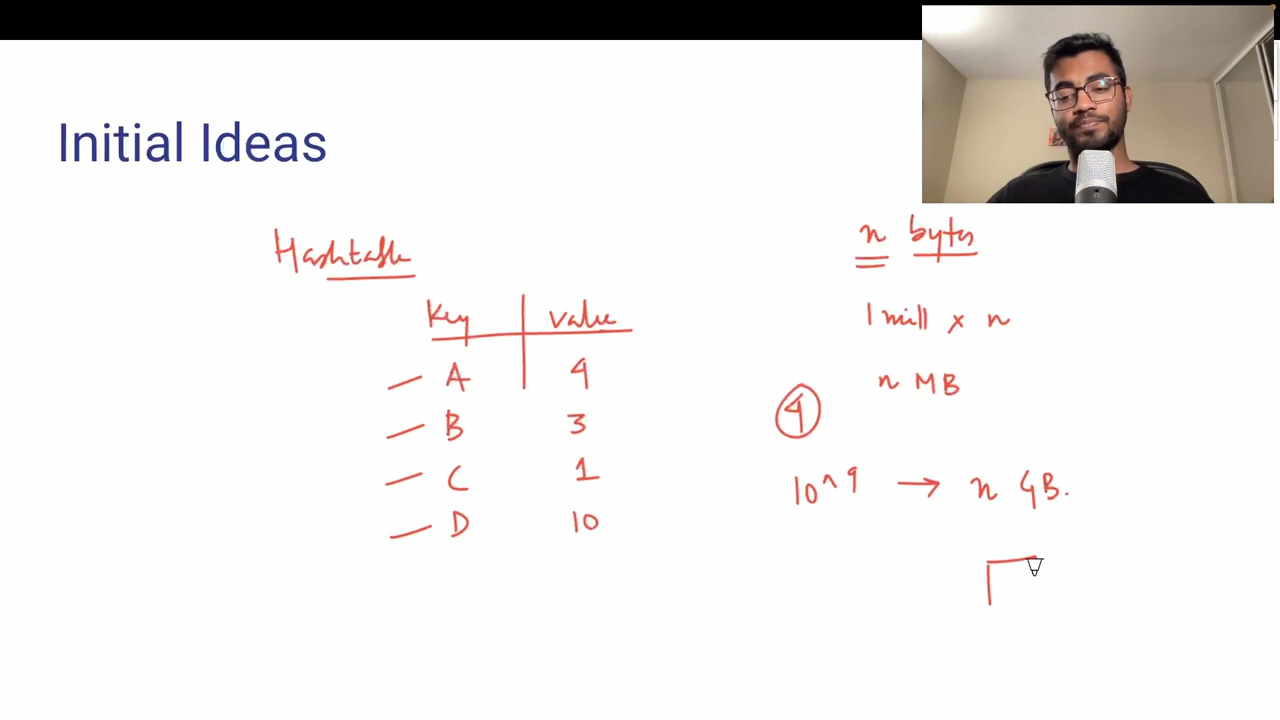 Initial Ideas
Hashtable
Key value
A 4
B 3
C 1
D 10
n bytes
1 mill x n
n MB
4
10^9 → n GB.